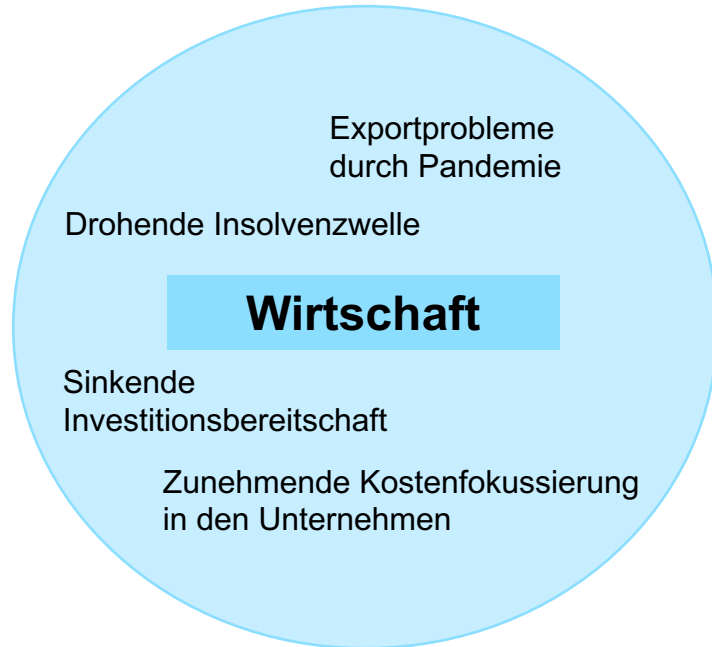 Exportprobleme
durch Pandemie
Drohende Insolvenzwelle
Wirtschaft
Sinkende
Investitionsbereitschaft
Zunehmende Kostenfokussierung
in den Unternehmen